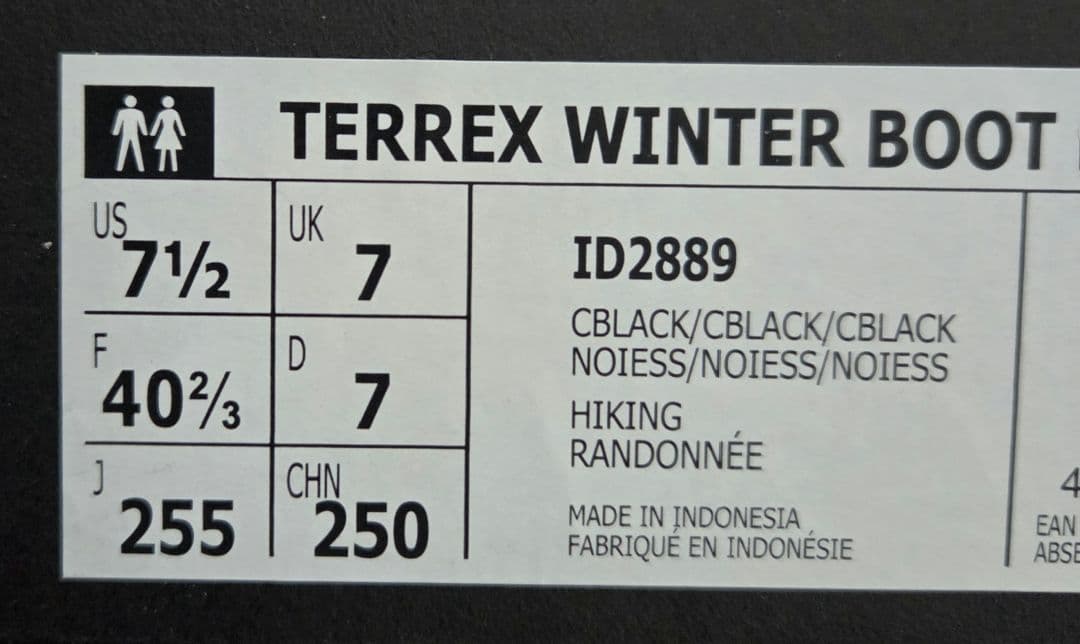 TERREX WINTER BOOT
US 7½
UK 7
F 40⅔
D 7
J 255
CHN 250
ID2889
CBLACK/CBLACK/CBLACK
NOIESS/NOIESS/NOIESS
HIKING
RANDONNÉE
MADE IN INDONESIA
FABRIQUÉ EN INDONÉSIE
4
EAN